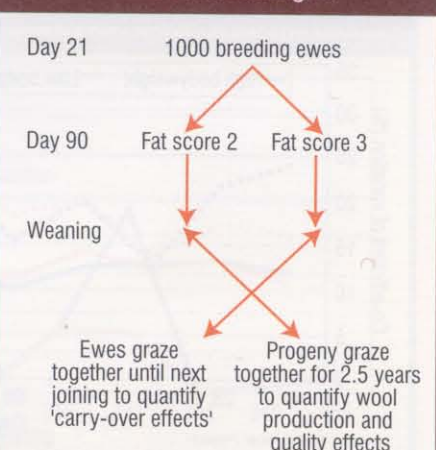 Day 21 1000 breeding ewes
Day 90 Fat score 2 Fat score 3
Weaning
Ewes graze
together until next
joining to quantify
'carry-over effects'
Progeny graze
together for 2.5 years
to quantify wool
production and
quality effects